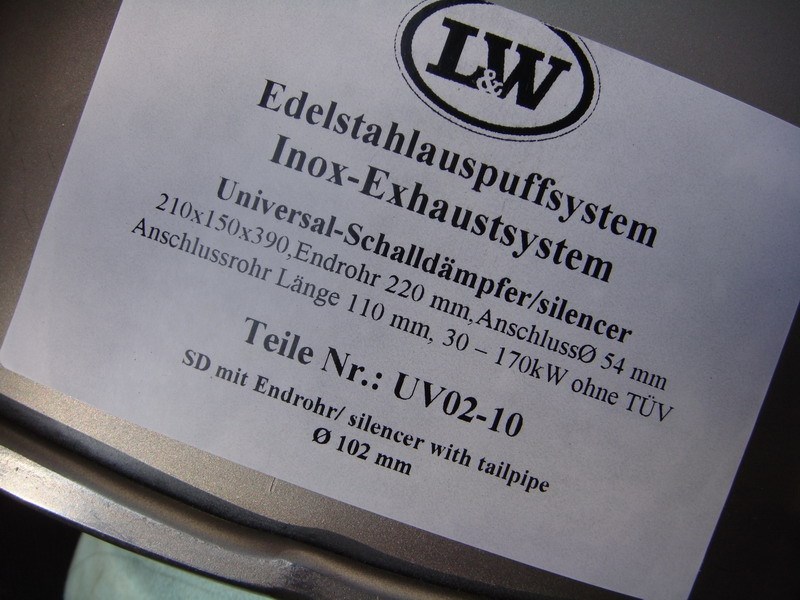 L&W
Edelstahlauspuffsystem
Inox-Exhaustsystem
Universal-Schalldämpfer/silencer
210x150x390,Endrohr 220 mm,AnschlussØ 54 mm
Anschlussrohr Länge 110 mm, 30 – 170kW ohne TÜV
Teile Nr.: UV02-10
SD mit Endrohr/ silencer with tailpipe
Ø 102 mm